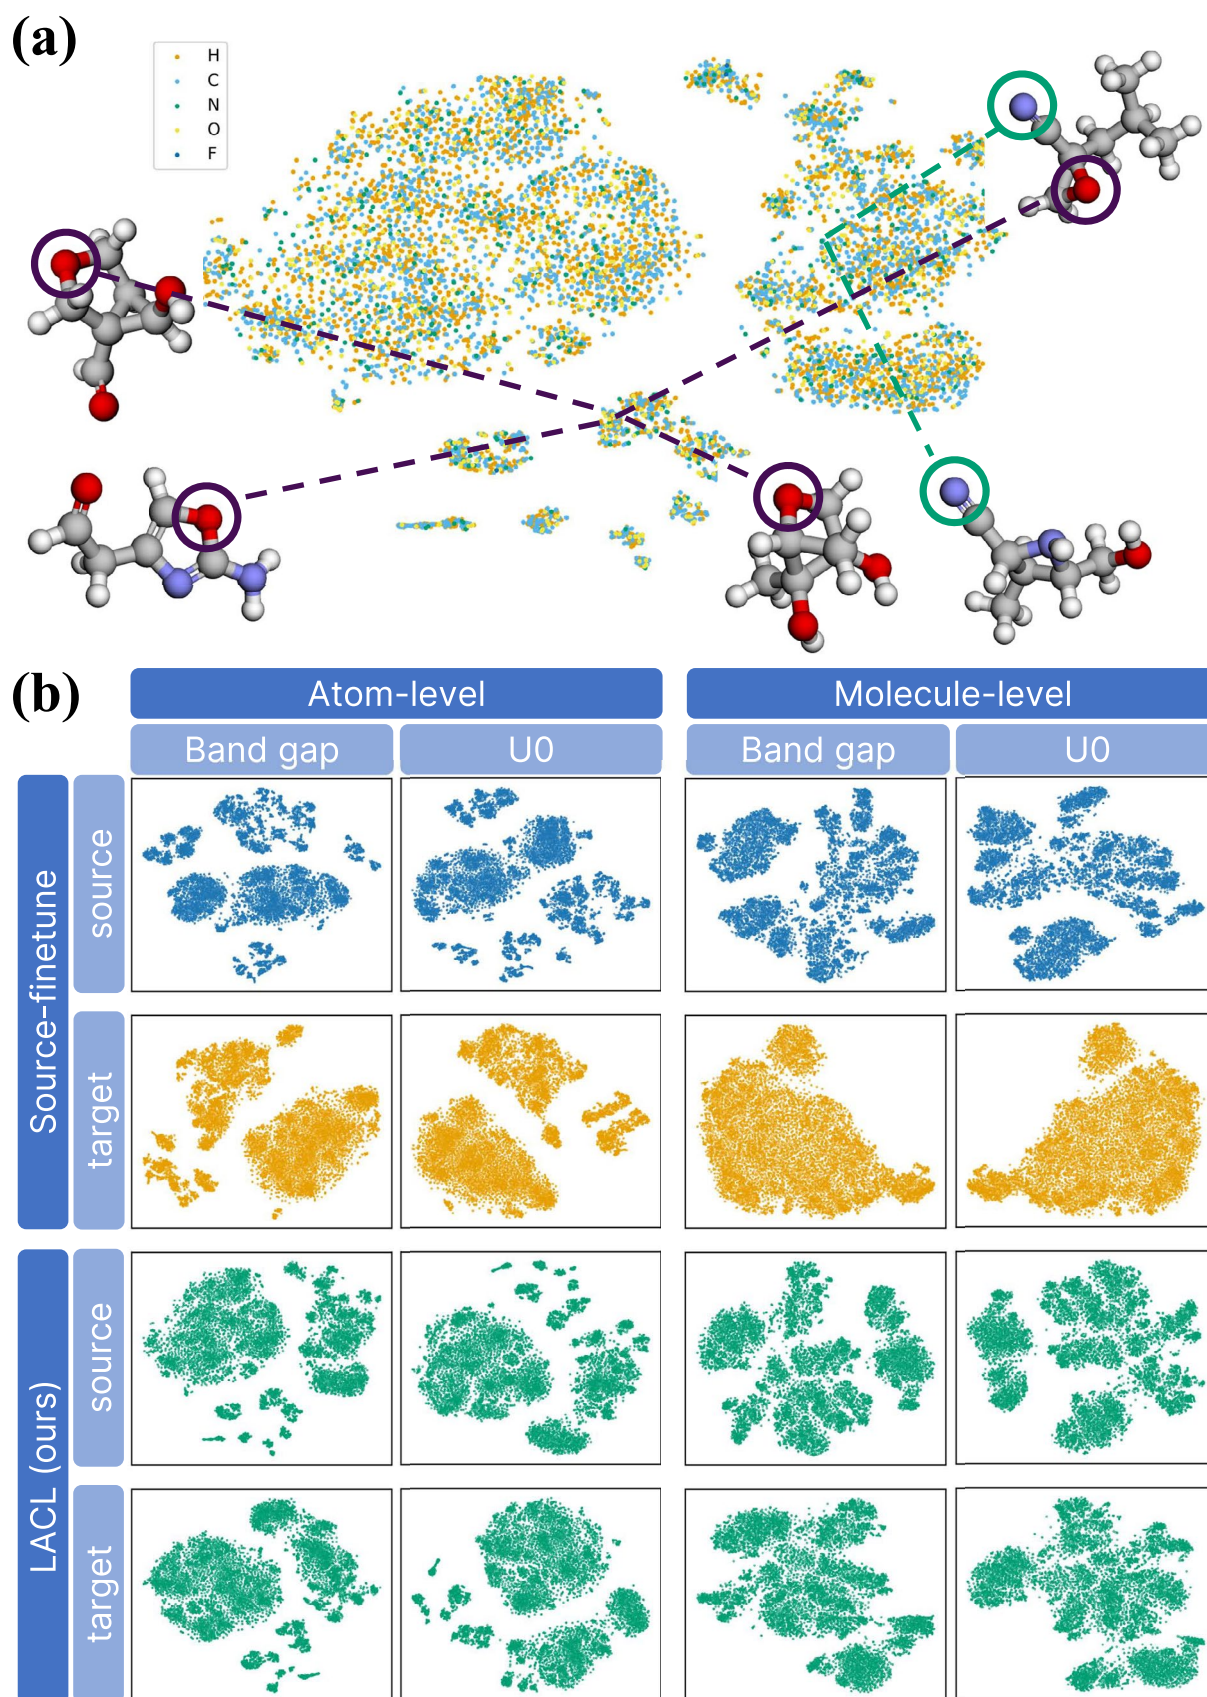 (a)
H
C
N
O
F
(b)
Atom-level
Molecule-level
Band gap
U0
Band gap
U0
Source-finetune
source
target
LACL (ours)
source
target